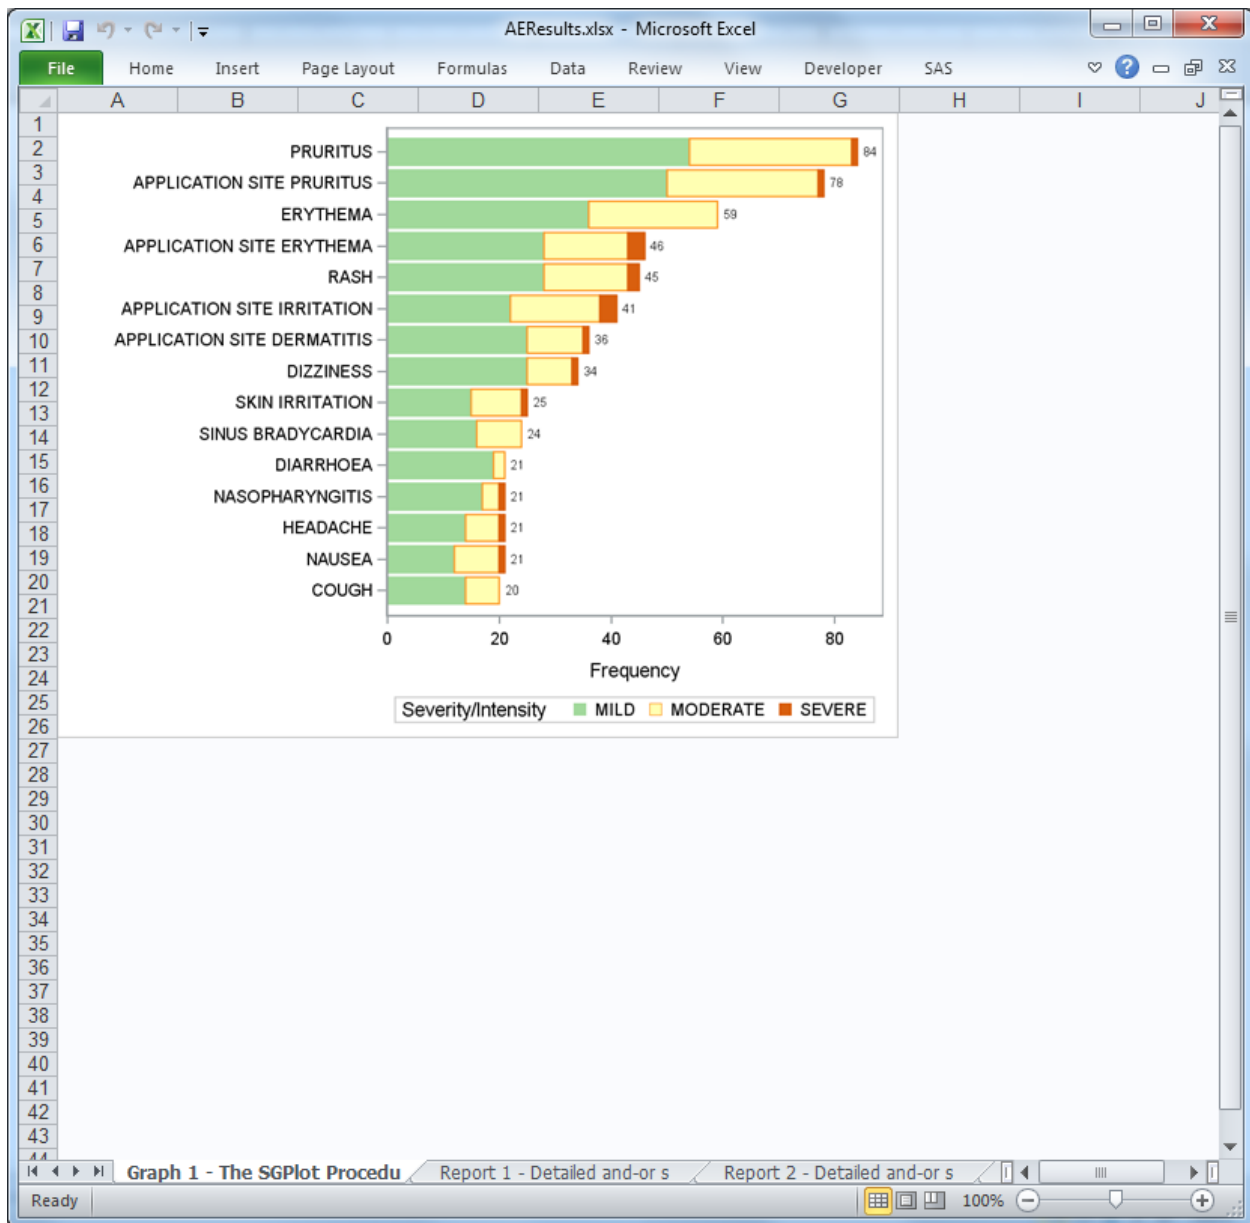 AEResults.xlsx - Microsoft Excel
File Home Insert Page Layout Formulas Data Review View Developer SAS
A B C D E F G H I J
1
2
3
4
5
6
7
8
9
10
11
12
13
14
15
16
17
18
19
20
21
22
23
24
25
26
27
28
29
30
31
32
33
34
35
36
37
38
39
40
41
42
43
44
PRURITUS 84
APPLICATION SITE PRURITUS 78
ERYTHEMA 59
APPLICATION SITE ERYTHEMA 46
RASH 45
APPLICATION SITE IRRITATION 41
APPLICATION SITE DERMATITIS 36
DIZZINESS 34
SKIN IRRITATION 25
SINUS BRADYCARDIA 24
DIARRHOEA 21
NASOPHARYNGITIS 21
HEADACHE 21
NAUSEA 21
COUGH 20
0 20 40 60 80
Frequency
Severity/Intensity MILD MODERATE SEVERE
Graph 1 - The SGPlot Procedu Report 1 - Detailed and-or s Report 2 - Detailed and-or s
Ready 100%